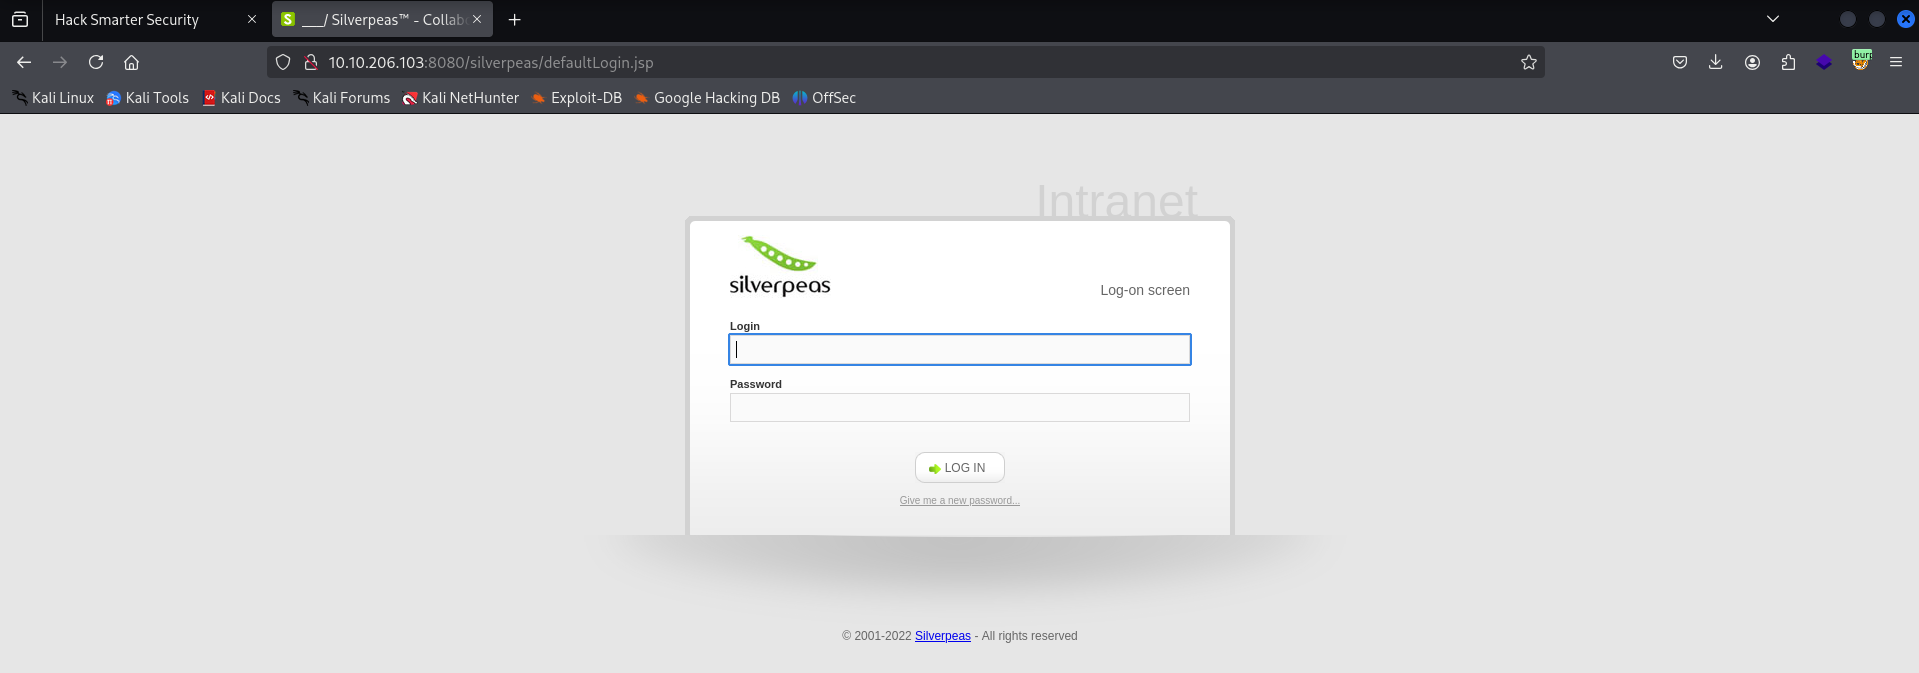 Hack Smarter Security
___/ Silverpeas™ - Collab
10.10.206.103:8080/silverpeas/defaultLogin.jsp
burp
Kali Linux Kali Tools Kali Docs Kali Forums Kali NetHunter Exploit-DB Google Hacking DB OffSec
Intranet
silverpeas
Log-on screen
Login
Password
LOG IN
Give me a new password...
© 2001-2022 Silverpeas - All rights reserved